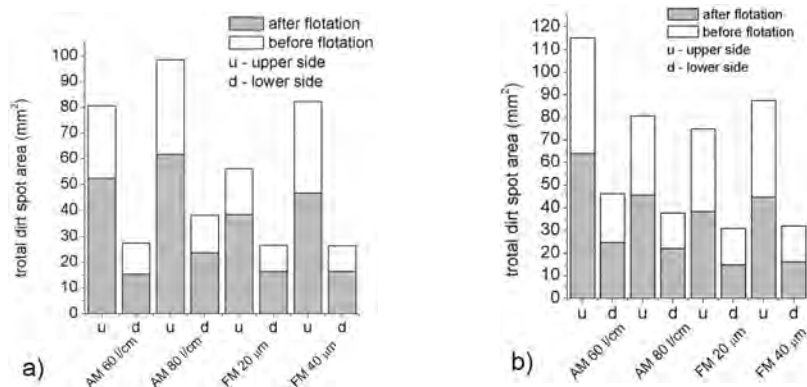 after flotation
before flotation
u - upper side
d - lower side
trotal dirt spot area (mm²)
100
90
80
70
60
50
40
30
20
10
0
u d u d u d u d
AM 60 l/cm AM 80 l/cm FM 20 μm FM 40 μm
a)
after flotation
before flotation
u - upper side
d - lower side
trotal dirt spot area (mm²)
120
110
100
90
80
70
60
50
40
30
20
10
0
u d u d u d u d
AM 60 l/cm AM 80 l/cm FM 20 μm FM 40 μm
b)